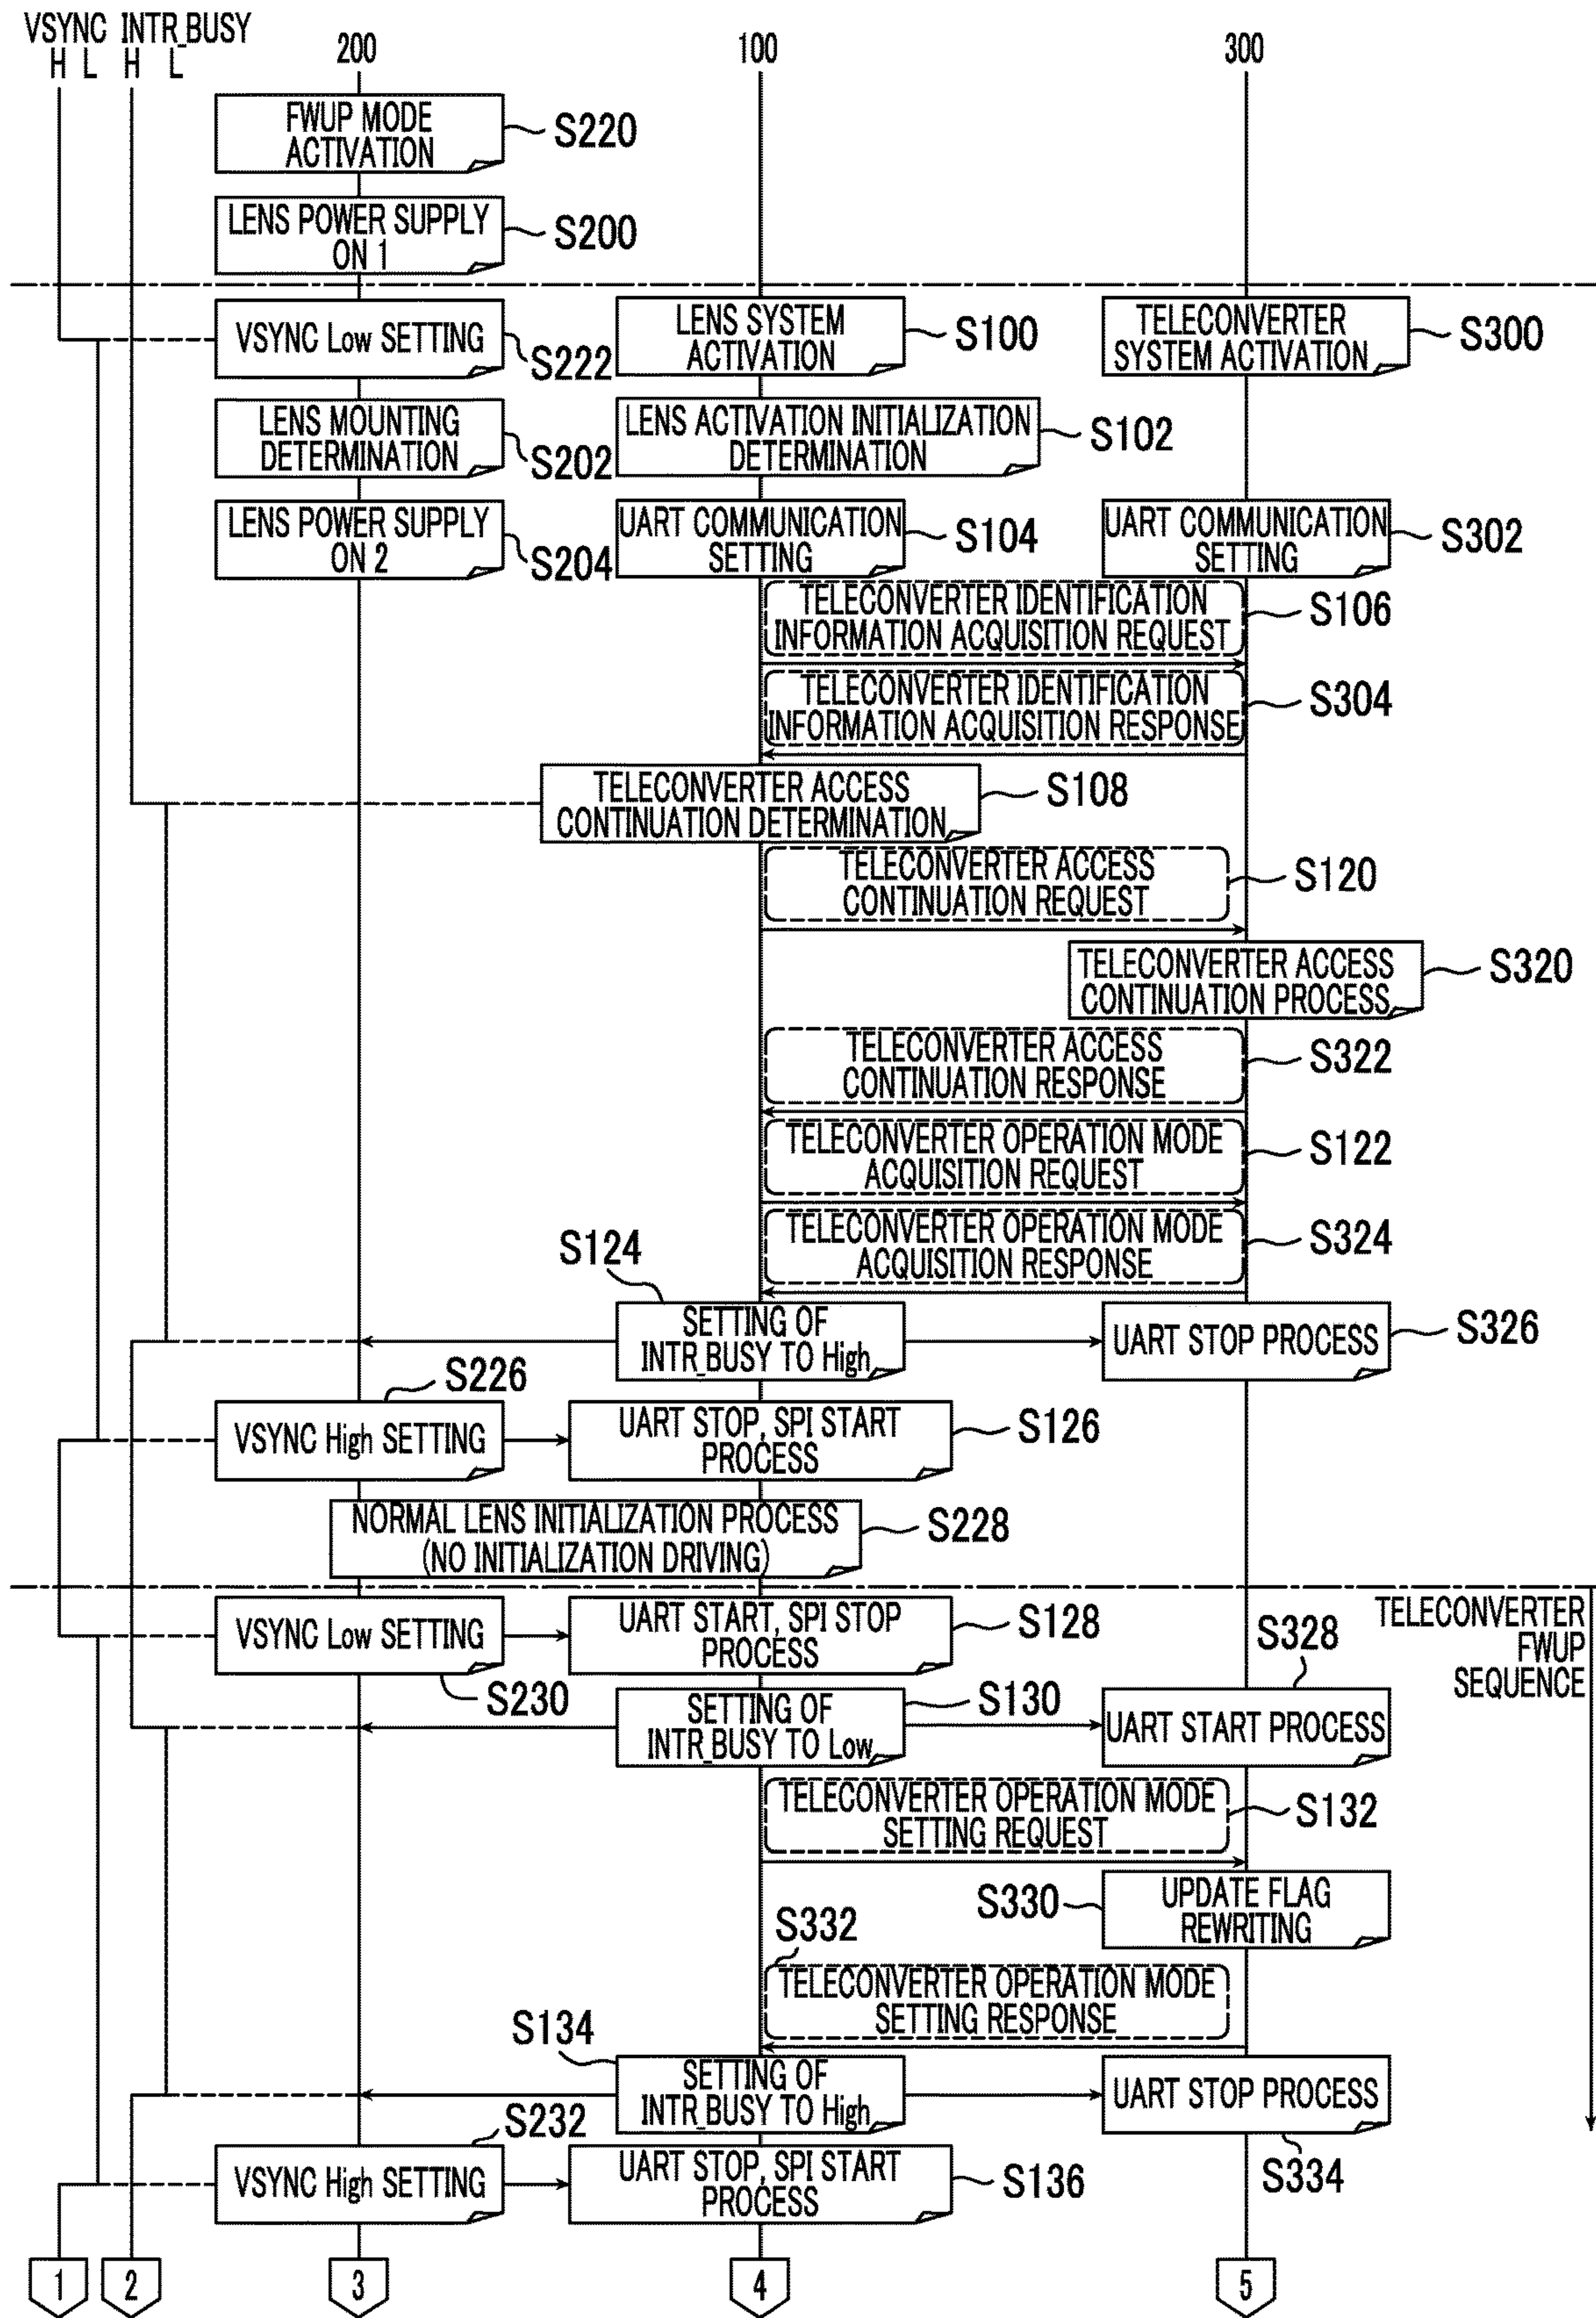 VSYNC INTR_BUSY
H L H L
200
100
300
FWUP MODE
ACTIVATION
S220
LENS POWER SUPPLY
ON 1
S200
VSYNC Low SETTING
S222
LENS SYSTEM
ACTIVATION
S100
TELECONVERTER
SYSTEM ACTIVATION
S300
LENS MOUNTING
DETERMINATION
S202
LENS ACTIVATION INITIALIZATION
DETERMINATION
S102
LENS POWER SUPPLY
ON 2
S204
UART COMMUNICATION
SETTING
S104
UART COMMUNICATION
SETTING
S302
TELECONVERTER IDENTIFICATION
INFORMATION ACQUISITION REQUEST
S106
TELECONVERTER IDENTIFICATION
INFORMATION ACQUISITION RESPONSE
S304
TELECONVERTER ACCESS
CONTINUATION DETERMINATION
S108
TELECONVERTER ACCESS
CONTINUATION REQUEST
S120
TELECONVERTER ACCESS
CONTINUATION PROCESS
S320
TELECONVERTER ACCESS
CONTINUATION RESPONSE
S322
TELECONVERTER OPERATION MODE
ACQUISITION REQUEST
S122
TELECONVERTER OPERATION MODE
ACQUISITION RESPONSE
S324
S124
SETTING OF
INTR_BUSY TO High
UART STOP PROCESS
S326
S226
VSYNC High SETTING
UART STOP, SPI START
PROCESS
S126
NORMAL LENS INITIALIZATION PROCESS
(NO INITIALIZATION DRIVING)
S228
VSYNC Low SETTING
S230
UART START, SPI STOP
PROCESS
S128
TELECONVERTER
FWUP
SEQUENCE
SETTING OF
INTR_BUSY TO Low
S130
S328
UART START PROCESS
TELECONVERTER OPERATION MODE
SETTING REQUEST
S132
S330
UPDATE FLAG
REWRITING
S332
TELECONVERTER OPERATION MODE
SETTING RESPONSE
S134
SETTING OF
INTR_BUSY TO High
UART STOP PROCESS
S334
S232
VSYNC High SETTING
UART STOP, SPI START
PROCESS
S136
1
2
3
4
5